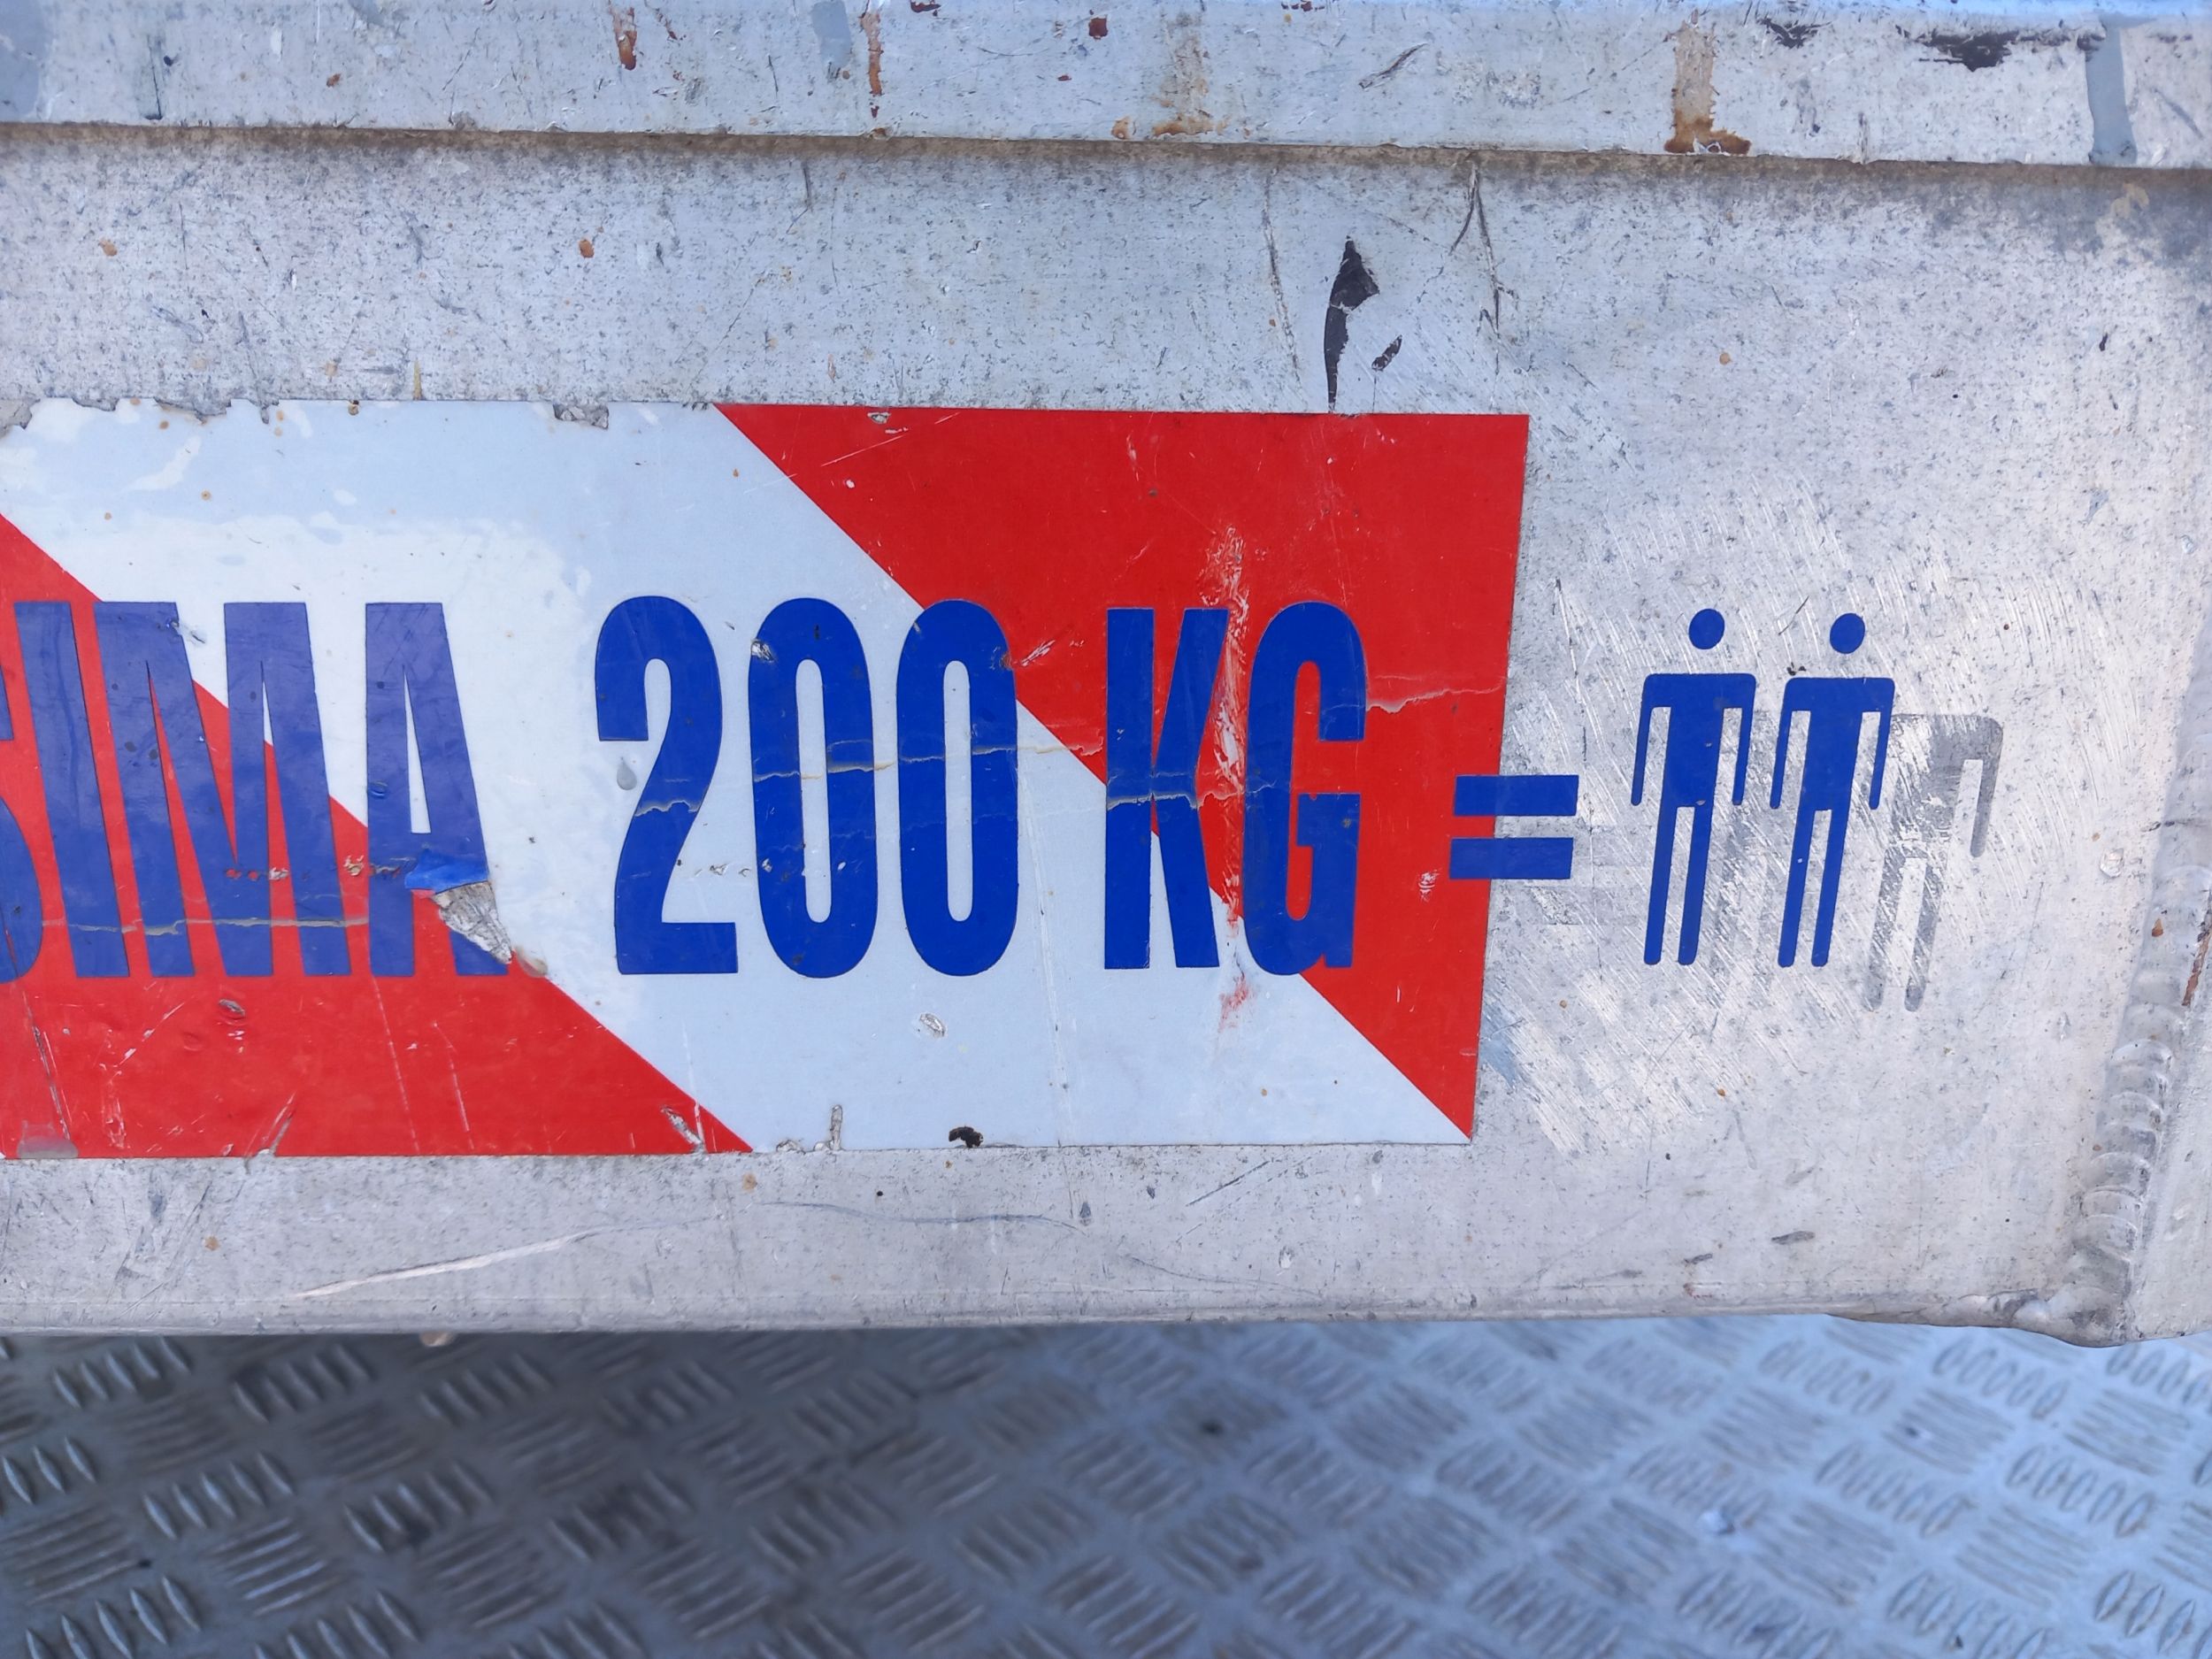 SIMA 200 KG =